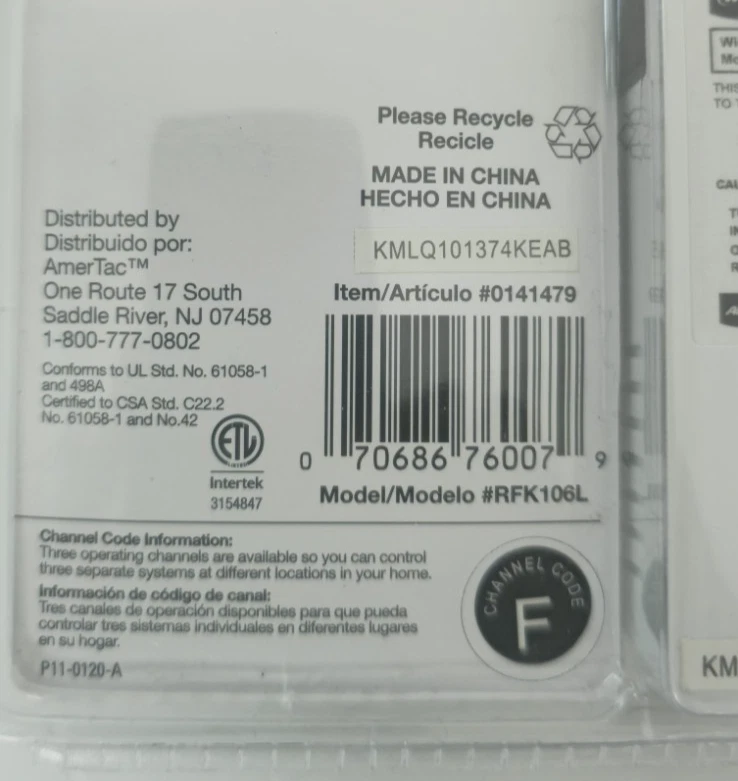 Please Recycle
Recicle
MADE IN CHINA
HECHO EN CHINA
KMLQ101374KEAB
Item/Artículo #0141479
0 70686 76007 9
Model/Modelo #RFK106L
Distributed by
Distribuido por:
AmerTac™
One Route 17 South
Saddle River, NJ 07458
1-800-777-0802
Conforms to UL Std. No. 61058-1
and 498A
Certified to CSA Std. C22.2
No. 61058-1 and No.42
ETL
Intertek
3154847
Channel Code Information:
Three operating channels are available so you can control
three separate systems at different locations in your home.
Información de código de canal:
Tres canales de operación disponibles para que pueda
controlar tres sistemas individuales en diferentes lugares
en su hogar.
P11-0120-A
CHANNEL CODE
F
THIS
TO
KM